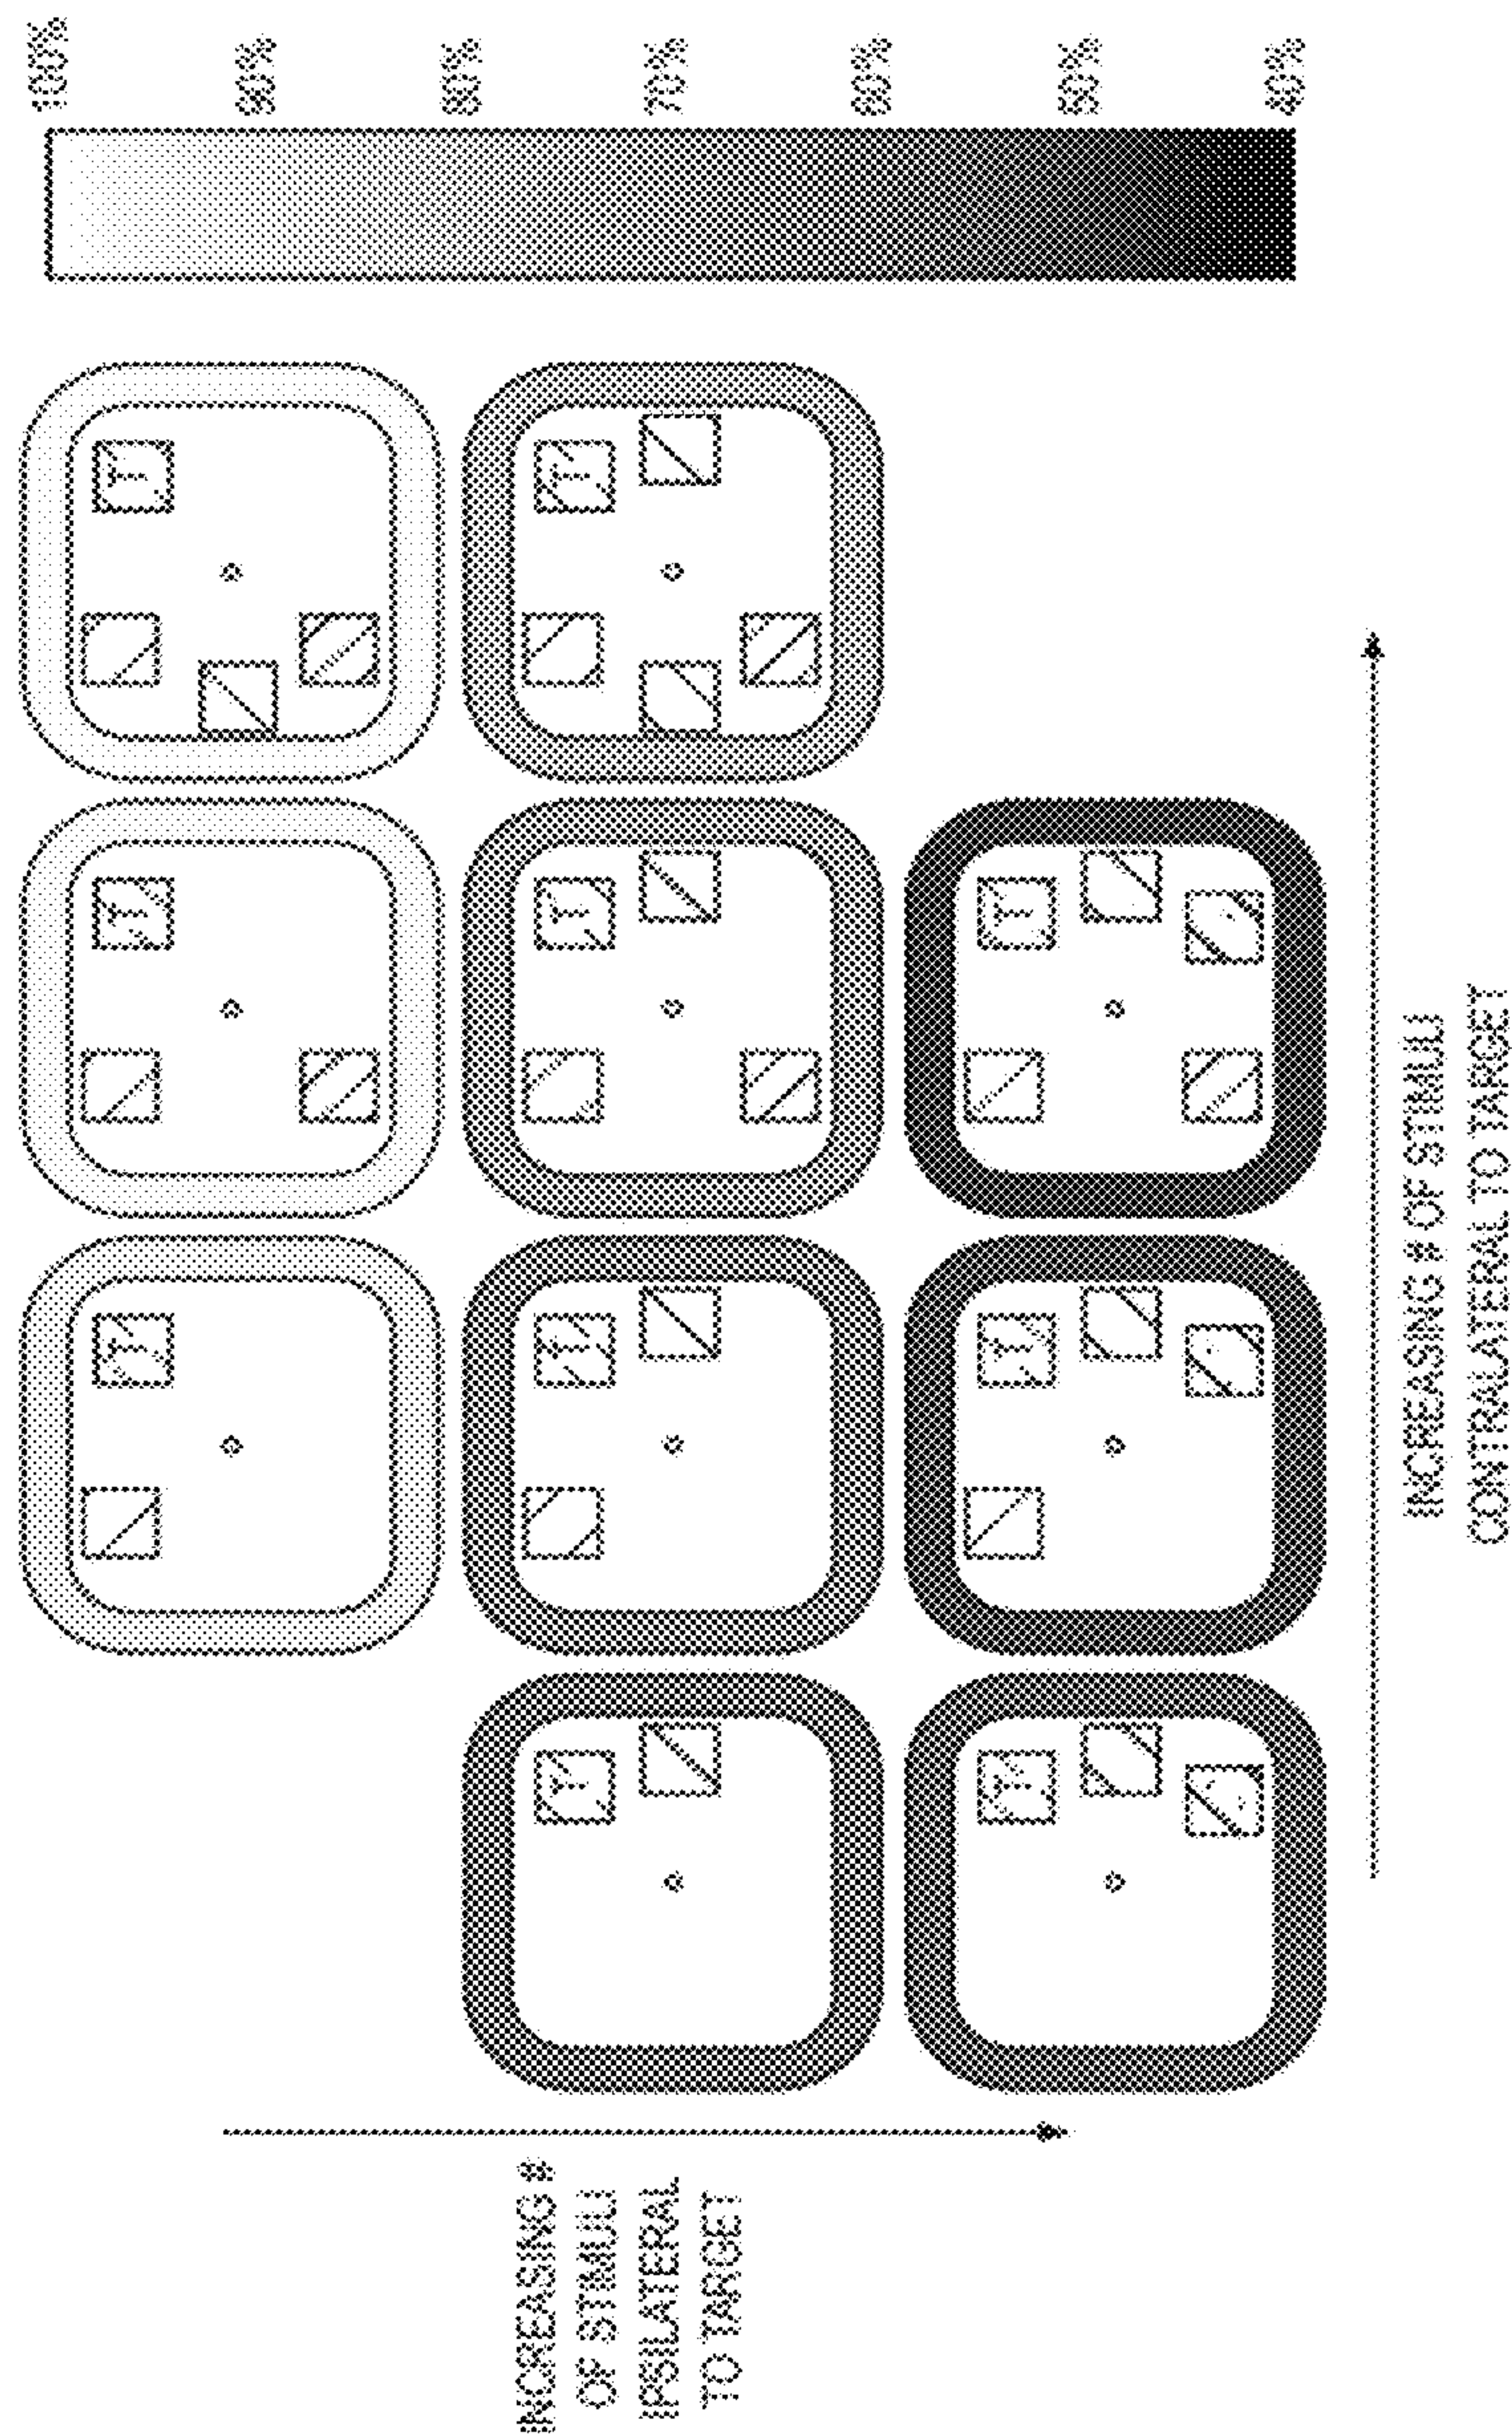 INCREASING #
OF STIMULI
IPSILATERAL
TO TARGET
T
T
T
T
T
T
T
T
T
T
100%
90%
80%
70%
60%
50%
40%
INCREASING # OF STIMULI
CONTRALATERAL TO TARGET